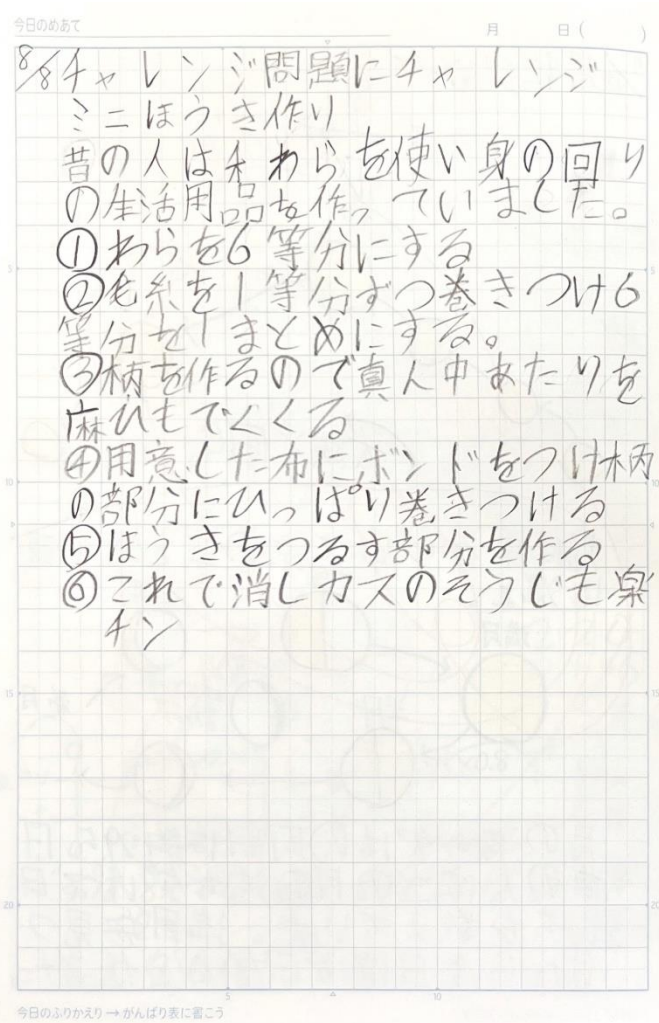 今日のめあて
月 日( )
8/8チャレンジ問題にチャレンジ
ミニほうき作り
昔の人は毛わらを使い身の回り
の生活用品を作っていました。
①わらを6等分にする
②毛糸を1等分ずつ巻きつけ6
等分を1まとめにする。
③柄を作るので真ん中あたりを
麻ひもでくくる
④用意した布にボンドをつけ柄
の部分にひっぱり巻きつける
⑤ほうきをつるす部分を作る
⑥これで消しカスのそうじも楽
チン
5
10
15
20
5
10
今日のふりかえり→がんばり表に書こう